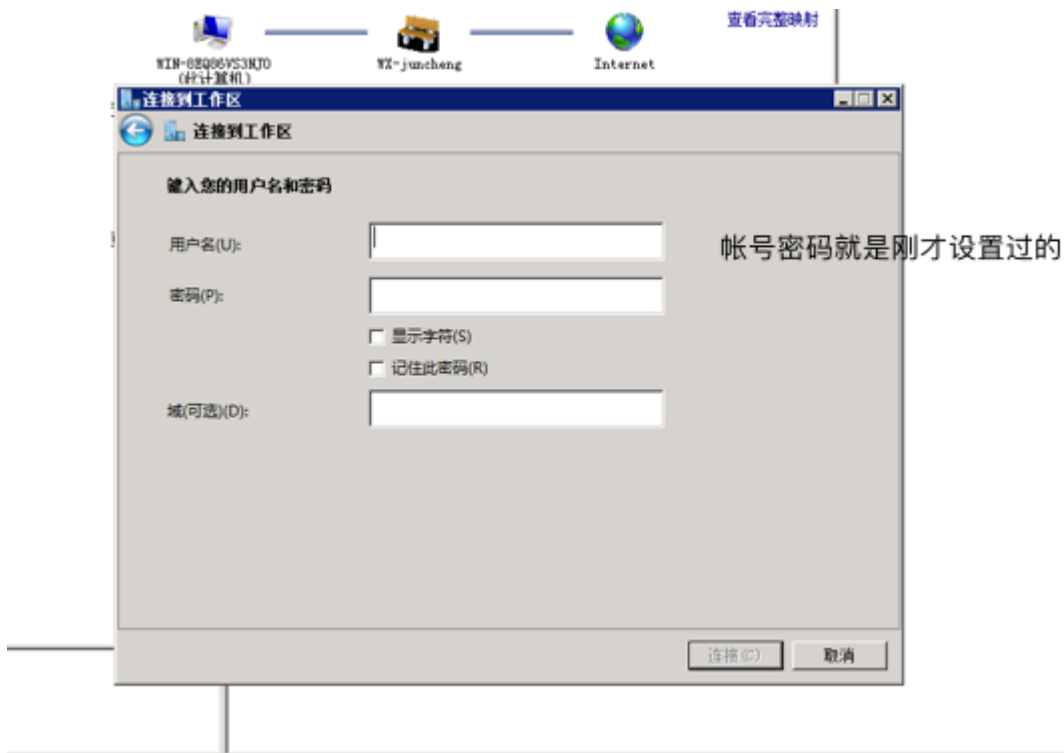 查看完整映射
WIN-8EQ86VS3NJO
(此计算机)
WX-juncheng
Internet
连接到工作区
连接到工作区
键入您的用户名和密码
用户名(U):
帐号密码就是刚才设置过的
密码(P):
显示字符(S)
记住此密码(R)
域(可选)(D):
连接(C)
取消